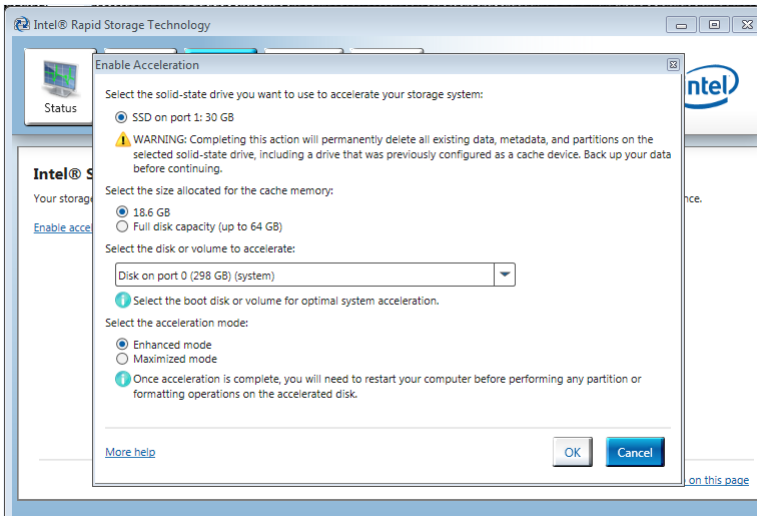 Intel® Rapid Storage Technology
Enable Acceleration
Status
ntel)
Select the solid-state drive you want to use to accelerate your storage system:
SSD on port 1: 30 GB
WARNING: Completing this action will permanently delete all existing data, metadata, and partitions on the
selected solid-state drive, including a drive that was previously configured as a cache device. Back up your data
before continuing.
Intel® S
Select the size allocated for the cache memory:
Your storag
nce.
18.6 GB
Full disk capacity (up to 64 GB)
Enable acce
Select the disk or volume to accelerate:
Disk on port 0 (298 GB) (system)
Select the boot disk or volume for optimal system acceleration.
Select the acceleration mode:
Enhanced mode
Maximized mode
Once acceleration is complete, you will need to restart your computer before performing any partition or
formatting operations on the accelerated disk.
More help
OK
Cancel
on this page